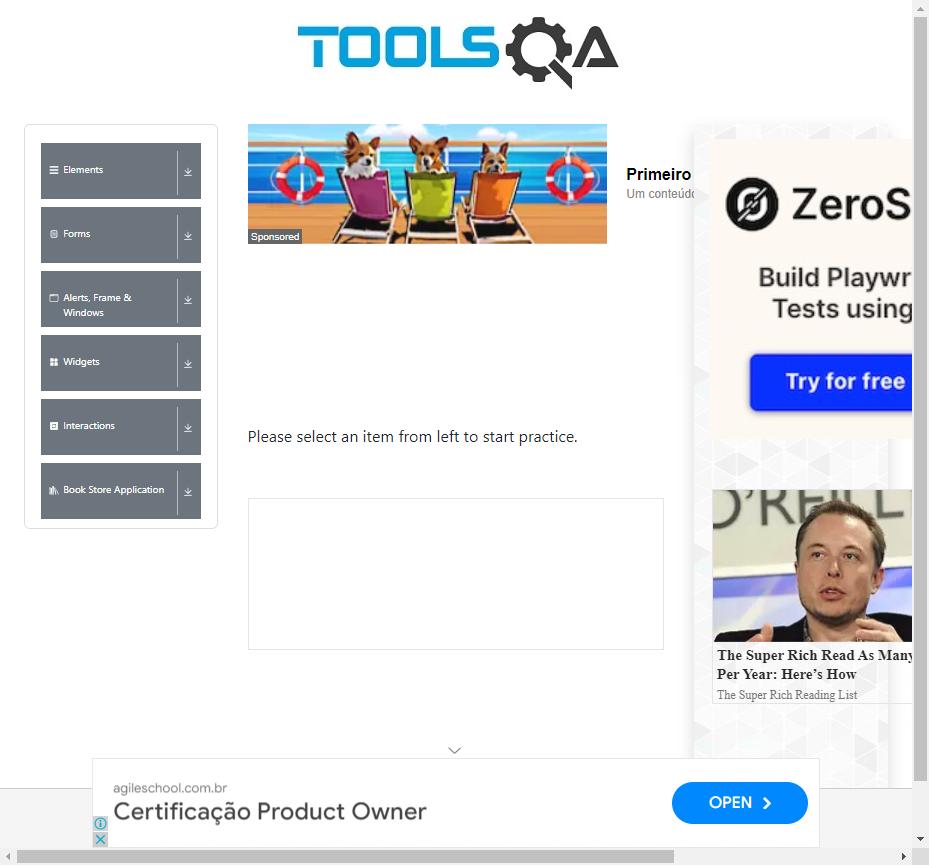 TOOLSQA
Elements
Forms
Alerts, Frame &
Windows
Widgets
Interactions
Book Store Application
Sponsored
Primeiro
Um conteúdo
Please select an item from left to start practice.
ZeroS
Build Playwr
Tests using
Try for free
O'REILL
The Super Rich Read As Many
Per Year: Here’s How
The Super Rich Reading List
agileschool.com.br
Certificação Product Owner
OPEN